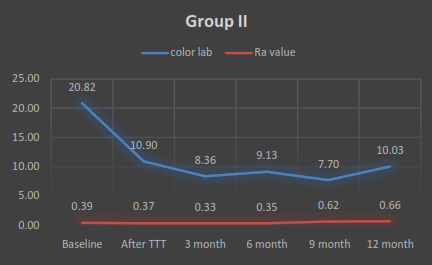 Group II
color lab Ra value
25.00
20.00
15.00
10.00
5.00
0.00
20.82 10.90 8.36 9.13 7.70 10.03
0.39 0.37 0.33 0.35 0.62 0.66
Baseline After TTT 3 month 6 month 9 month 12 month